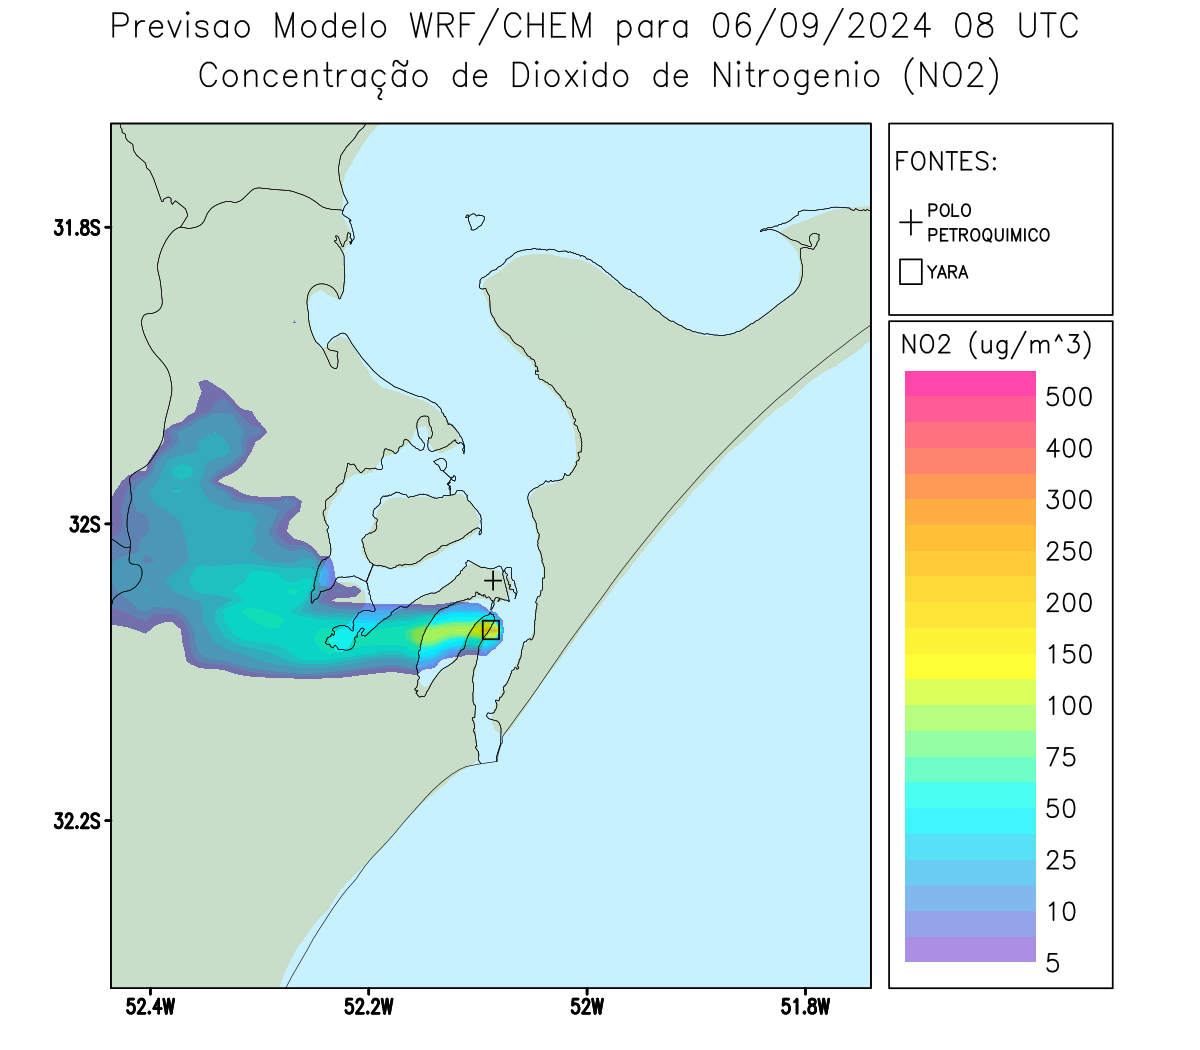 Previsao Modelo WRF/CHEM para 06/09/2024 08 UTC
Concentração de Dioxido de Nitrogenio (NO2)
FONTES:
POLO
PETROQUIMICO
YARA
NO2 (ug/m^3)
500
400
300
250
200
150
100
75
50
25
10
5
31.8S
32S
32.2S
52.4W
52.2W
52W
51.8W